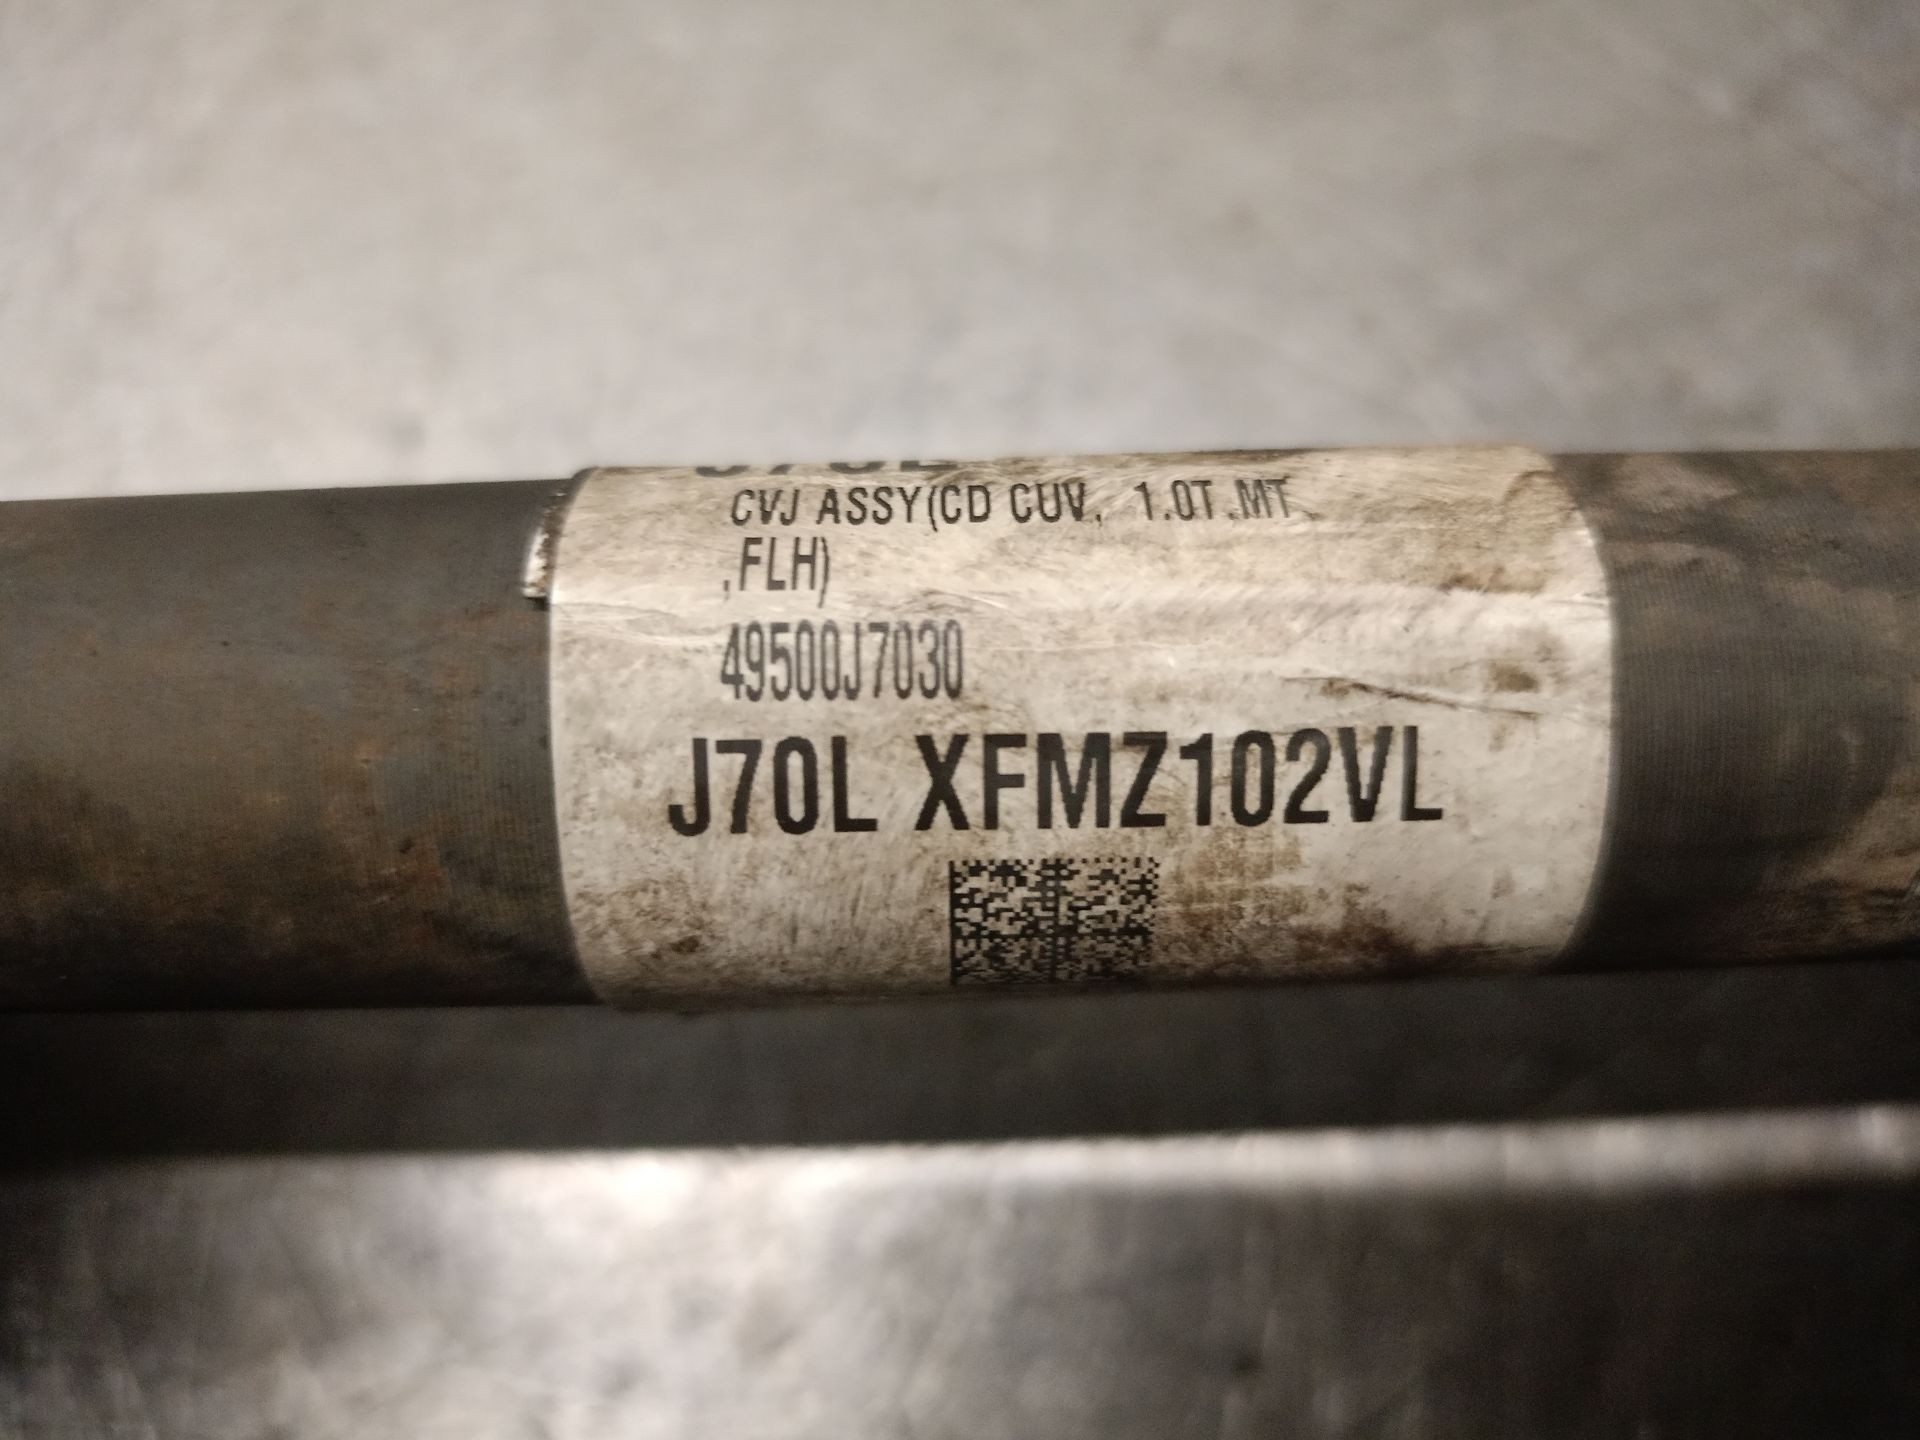 CVJ ASSY(CD CUV, 1.0T.MT
,FLH)
49500J7030
J70L XFMZ102VL